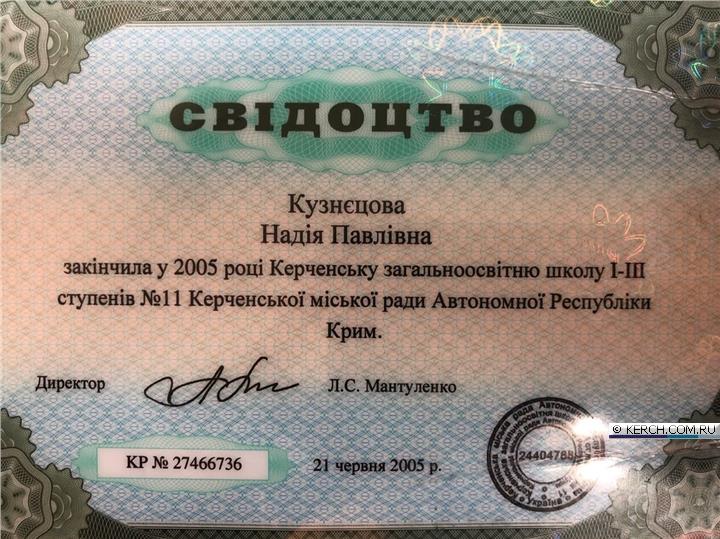 СВІДОЦТВО
Кузнєцова
Надія Павлівна
закінчила у 2005 році Керченську загальноосвітню школу І-ІІІ
ступенів №11 Керченської міської ради Автономної Республіки
Крим.
Директор
Л.С. Мантуленко
КР № 27466736
21 червня 2005 р.
24404788
© KERCH.COM.RU